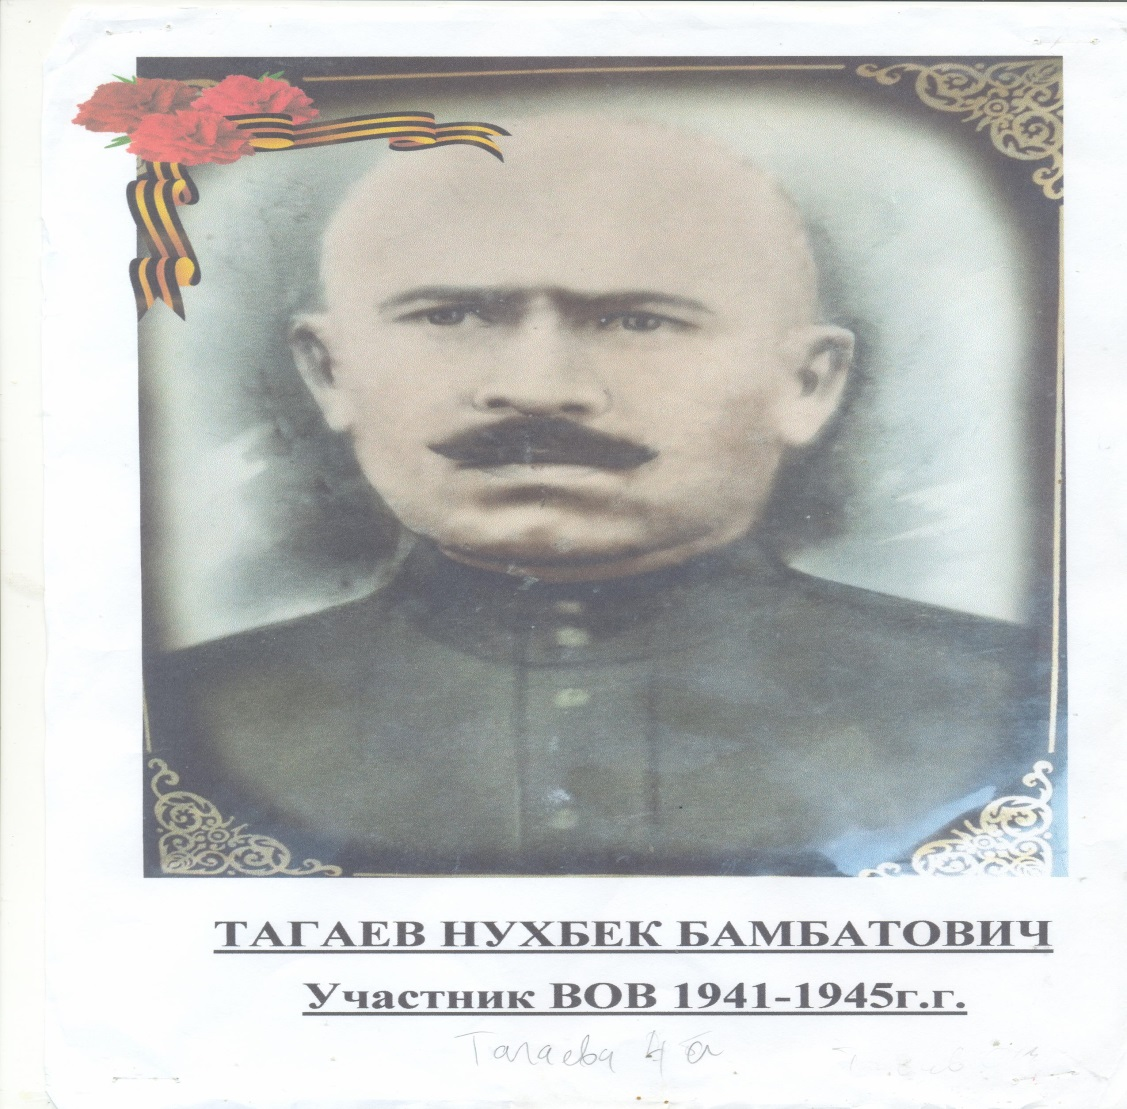 ТАГАЕВ НУХБЕК БАМБАТОВИЧ
Участник ВОВ 1941-1945г.г.
Тагаева 4 а